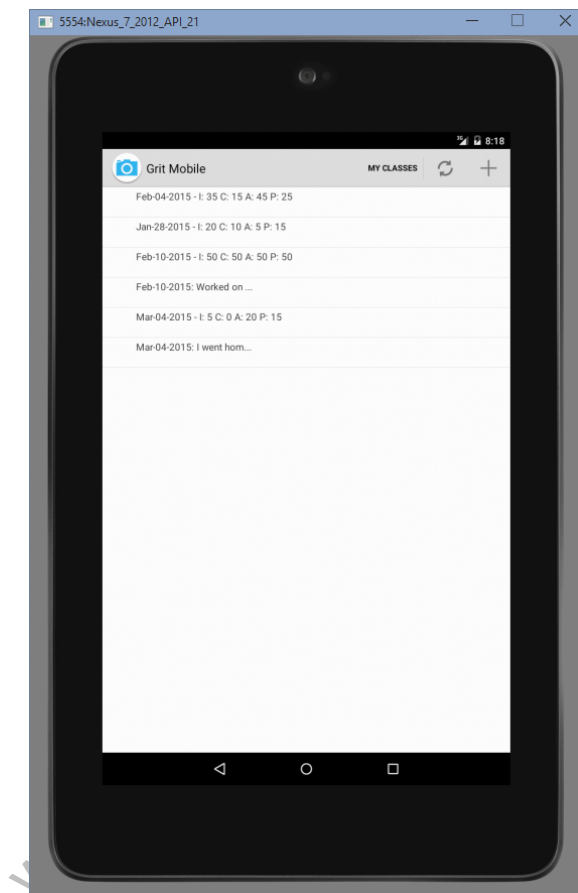 5554:Nexus_7_2012_API_21
3G 8:18
Grit Mobile MY CLASSES
Feb-04-2015 - I: 35 C: 15 A: 45 P: 25
Jan-28-2015 - I: 20 C: 10 A: 5 P: 15
Feb-10-2015 - I: 50 C: 50 A: 50 P: 50
Feb-10-2015: Worked on ...
Mar-04-2015 - I: 5 C: 0 A: 20 P: 15
Mar-04-2015: I went hom...